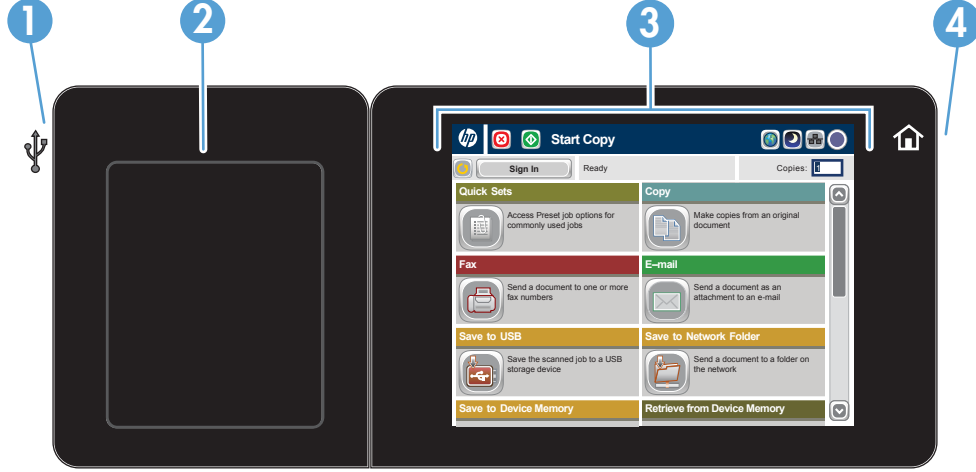 1
2
3
4
hp
Start Copy
Sign In
Ready
Copies: 1
Quick Sets
Copy
Access Preset job options for
commonly used jobs
Make copies from an original
document
Fax
E–mail
Send a document to one or more
fax numbers
Send a document as an
attachment to an e-mail
Save to USB
Save to Network Folder
Save the scanned job to a USB
storage device
Send a document to a folder on
the network
Save to Device Memory
Retrieve from Device Memory